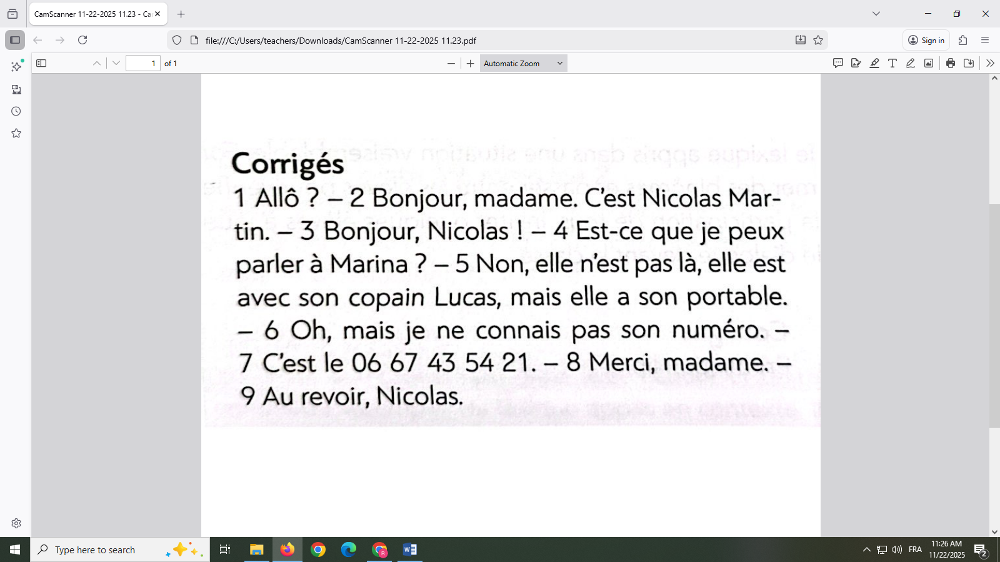 CamScanner 11-22-2025 11.23 - Ca
file:///C:/Users/teachers/Downloads/CamScanner 11-22-2025 11.23.pdf
Sign in
1 of 1
Automatic Zoom
Corrigés
1 Allô ? – 2 Bonjour, madame. C'est Nicolas Mar-
tin. – 3 Bonjour, Nicolas ! – 4 Est-ce que je peux
parler à Marina ? – 5 Non, elle n'est pas là, elle est
avec son copain Lucas, mais elle a son portable.
– 6 Oh, mais je ne connais pas son numéro. –
7 C'est le 06 67 43 54 21. – 8 Merci, madame. –
9 Au revoir, Nicolas.
Type here to search
R
W
FRA
11:26 AM
11/22/2025
2